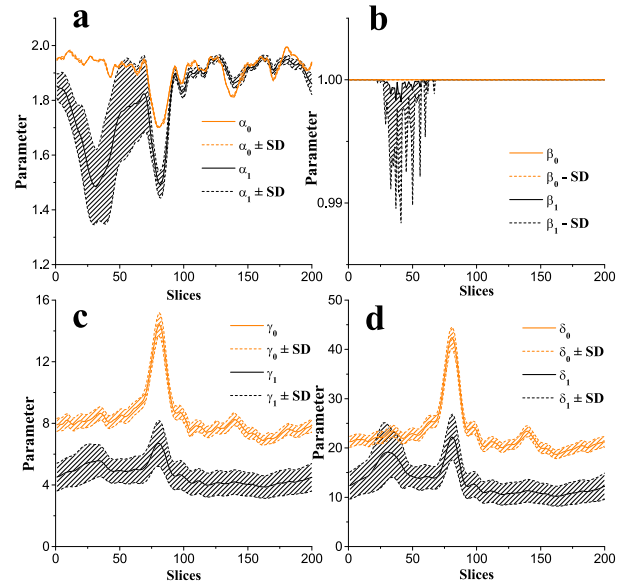 a
Parameter
2.0
1.8
1.6
1.4
1.2
α₀
α₀ ± SD
α₁
α₁ ± SD
0 50 100 150 200
Slices
b
Parameter
1.00
0.99
β₀
β₀ - SD
β₁
β₁ - SD
0 50 100 150 200
Slices
c
Parameter
16
12
8
4
0
γ₀
γ₀ ± SD
γ₁
γ₁ ± SD
0 50 100 150 200
Slices
d
Parameter
50
40
30
20
10
0
δ₀
δ₀ ± SD
δ₁
δ₁ ± SD
0 50 100 150 200
Slices